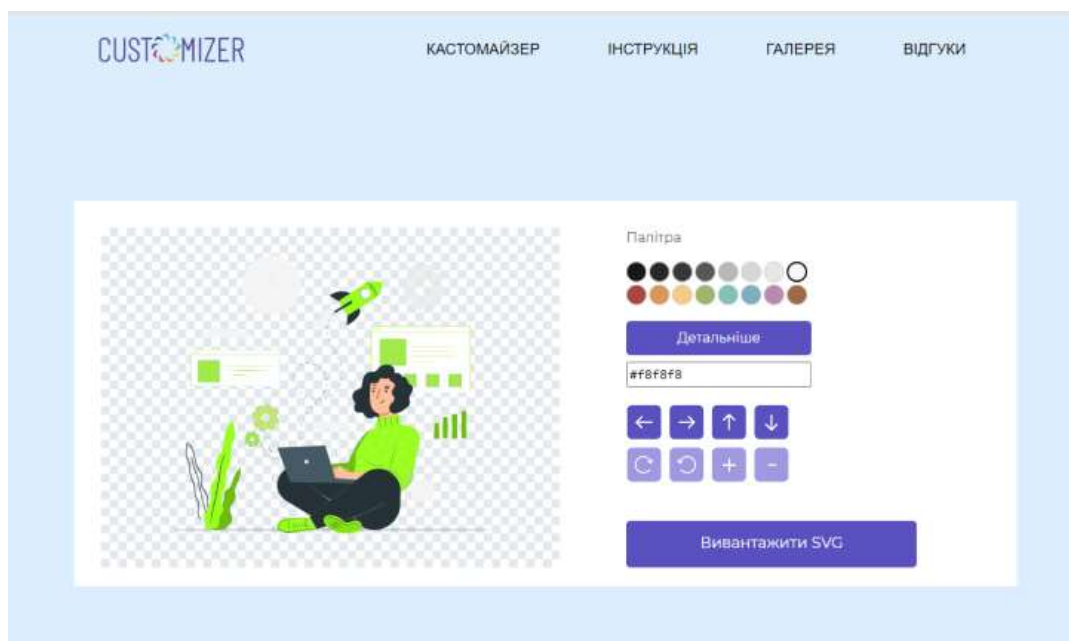 CUSTOMIZER
КАСТОМАЙЗЕР
ІНСТРУКЦІЯ
ГАЛЕРЕЯ
ВІДГУКИ
Палітра
Детальніше
#f8f8f8
Вивантажити SVG